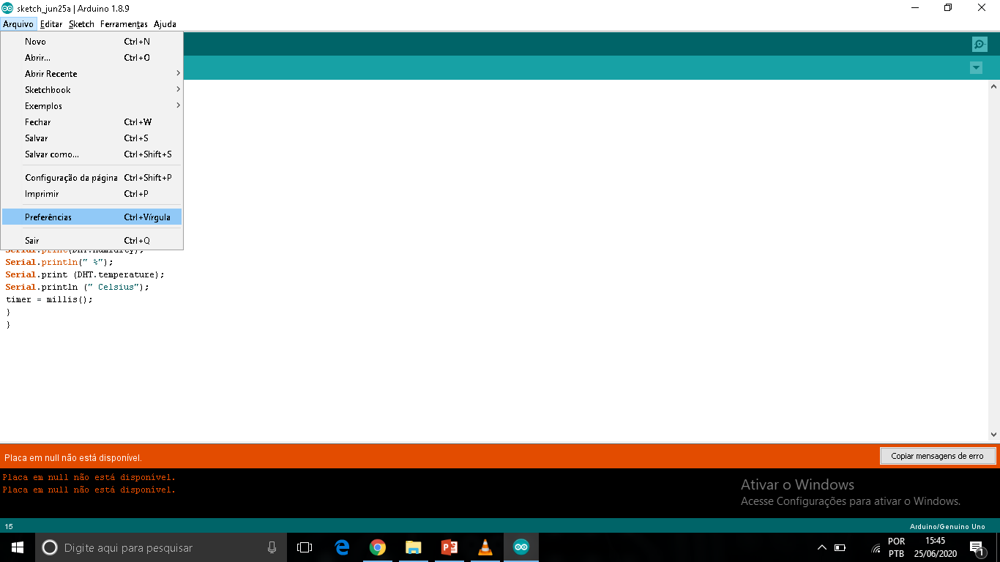 sketch_jun25a | Arduino 1.8.9
Arquivo Editar Sketch Ferramentas Ajuda
Novo Ctrl+N
Abrir... Ctrl+O
Abrir Recente
Sketchbook
Exemplos
Fechar Ctrl+W
Salvar Ctrl+S
Salvar como... Ctrl+Shift+S
Configuração da página Ctrl+Shift+P
Imprimir Ctrl+P
Preferências Ctrl+Vírgula
Sair Ctrl+Q
Serial.print(DHT.humidity);
Serial.println(" %");
Serial.print (DHT.temperature);
Serial.println (" Celsius");
timer = millis();
}
}
Placa em null não está disponível.
Copiar mensagens de erro
Placa em null não está disponível.
Placa em null não está disponível.
Ativar o Windows
Acesse Configurações para ativar o Windows.
15
Arduino/Genuino Uno
Digite aqui para pesquisar
POR
PTB
15:45
25/06/2020
1